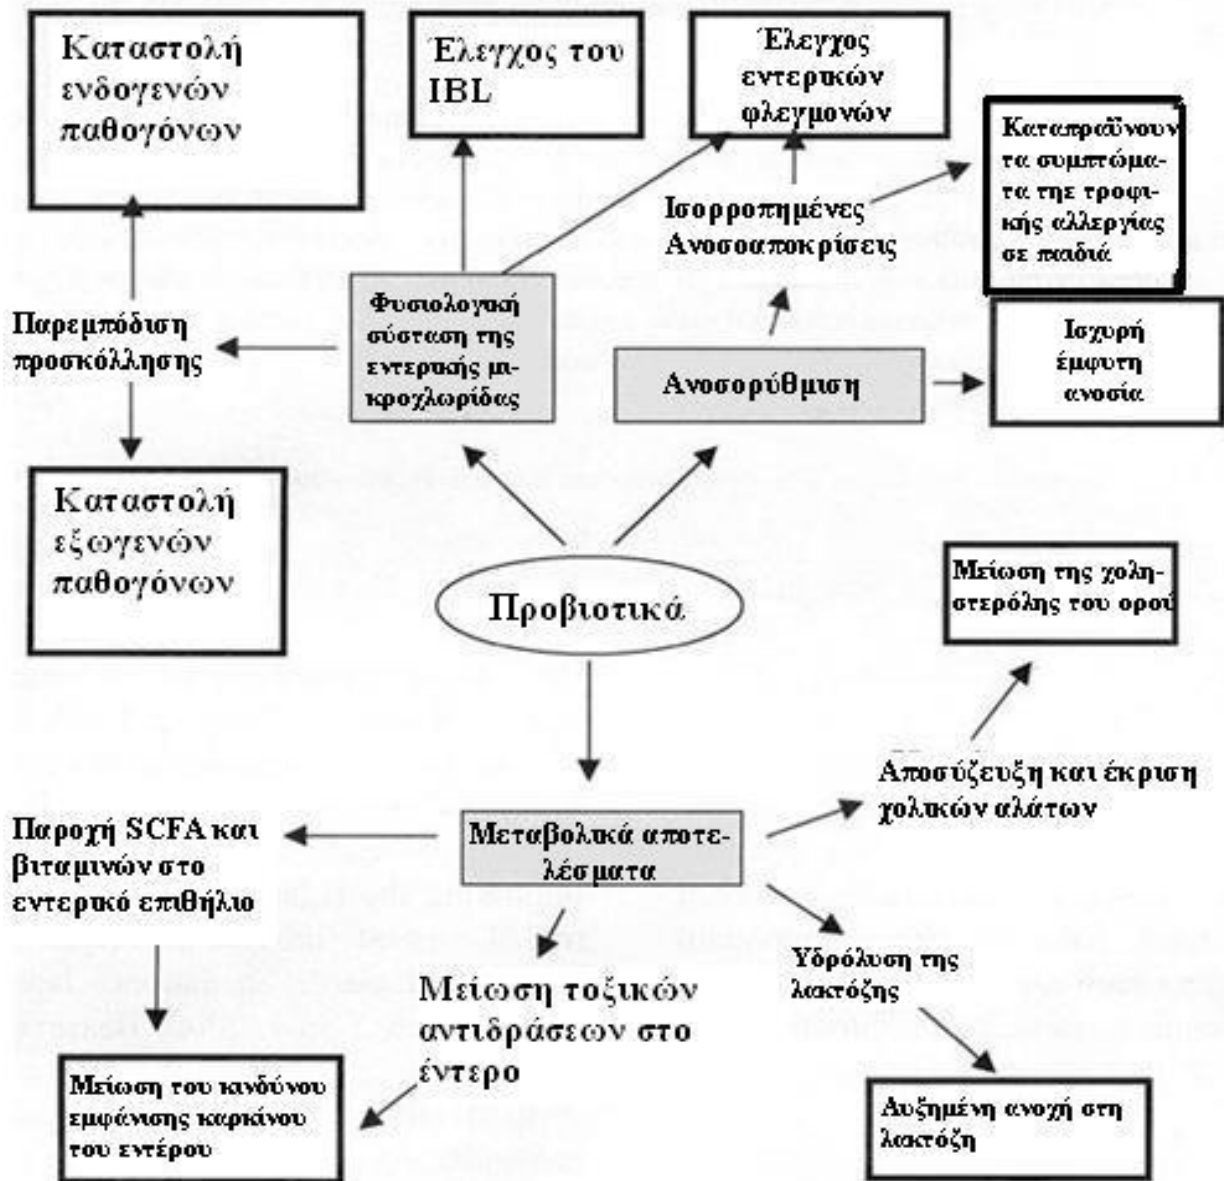 Καταστολή
ενδογενών
παθογόνων
Έλεγχος του
IBL
Έλεγχος
εντερικών
φλεγμονών
Καταπραΰνουν
τα συμπτώμα-
τα τηε τροφι-
κής αλλεργίας
σε παιδιά
Ισορροπημένες
Ανοσοαποκρίσεις
Παρεμπόδιση
προσκόλλησης
Φυσιολογική
σύσταση της
εντερικής μι-
κροχλωρίδας
Ανοσορύθμιση
Ισχυρή
έμφυτη
ανοσία
Καταστολή
εξωγενών
παθογόνων
Προβιοτικά
Μείωση της χολη-
στερόλης του ορού
Αποσύζευξη και έκριση
χολικών αλάτων
Παροχή SCFA και
βιταμινών στο
εντερικό επιθήλιο
Μεταβολικά αποτε-
λέσματα
Υδρόλυση της
λακτόζης
Μείωση τοξικών
αντιδράσεων στο
έντερο
Μείωση του κινδύνου
εμφάνισης καρκίνου
του εντέρου
Αυξημένη ανοχή στη
λακτόζη